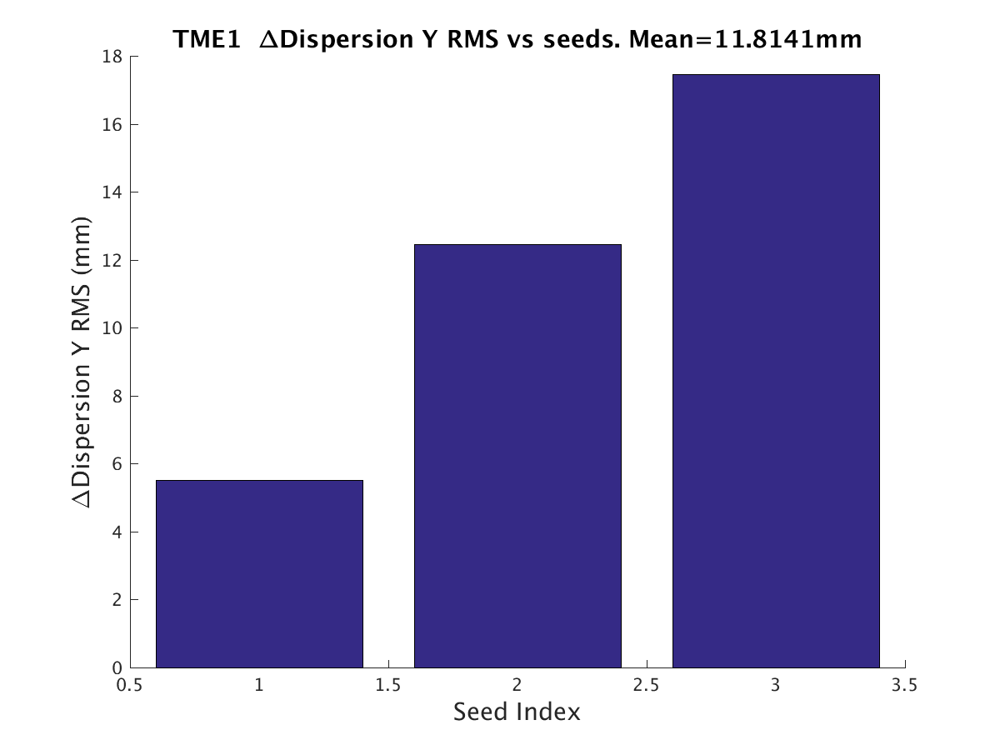 TME1  ΔDispersion Y RMS vs seeds. Mean=11.8141mm
18
16
14
12
10
8
6
4
2
0
ΔDispersion Y RMS (mm)
0.5 1 1.5 2 2.5 3 3.5
Seed Index